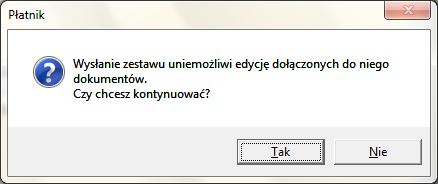 Płatnik
Wysłanie zestawu uniemożliwi edycję dołączonych do niego
dokumentów.
Czy chcesz kontynuować?
Tak
Nie